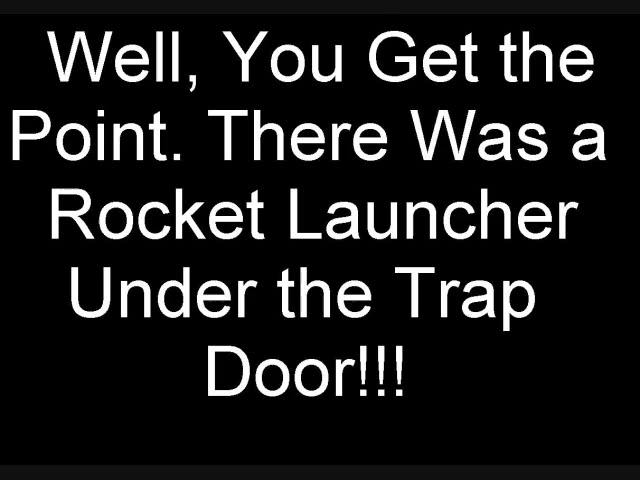 Well, You Get the
Point. There Was a
Rocket Launcher
Under the Trap
Door!!!